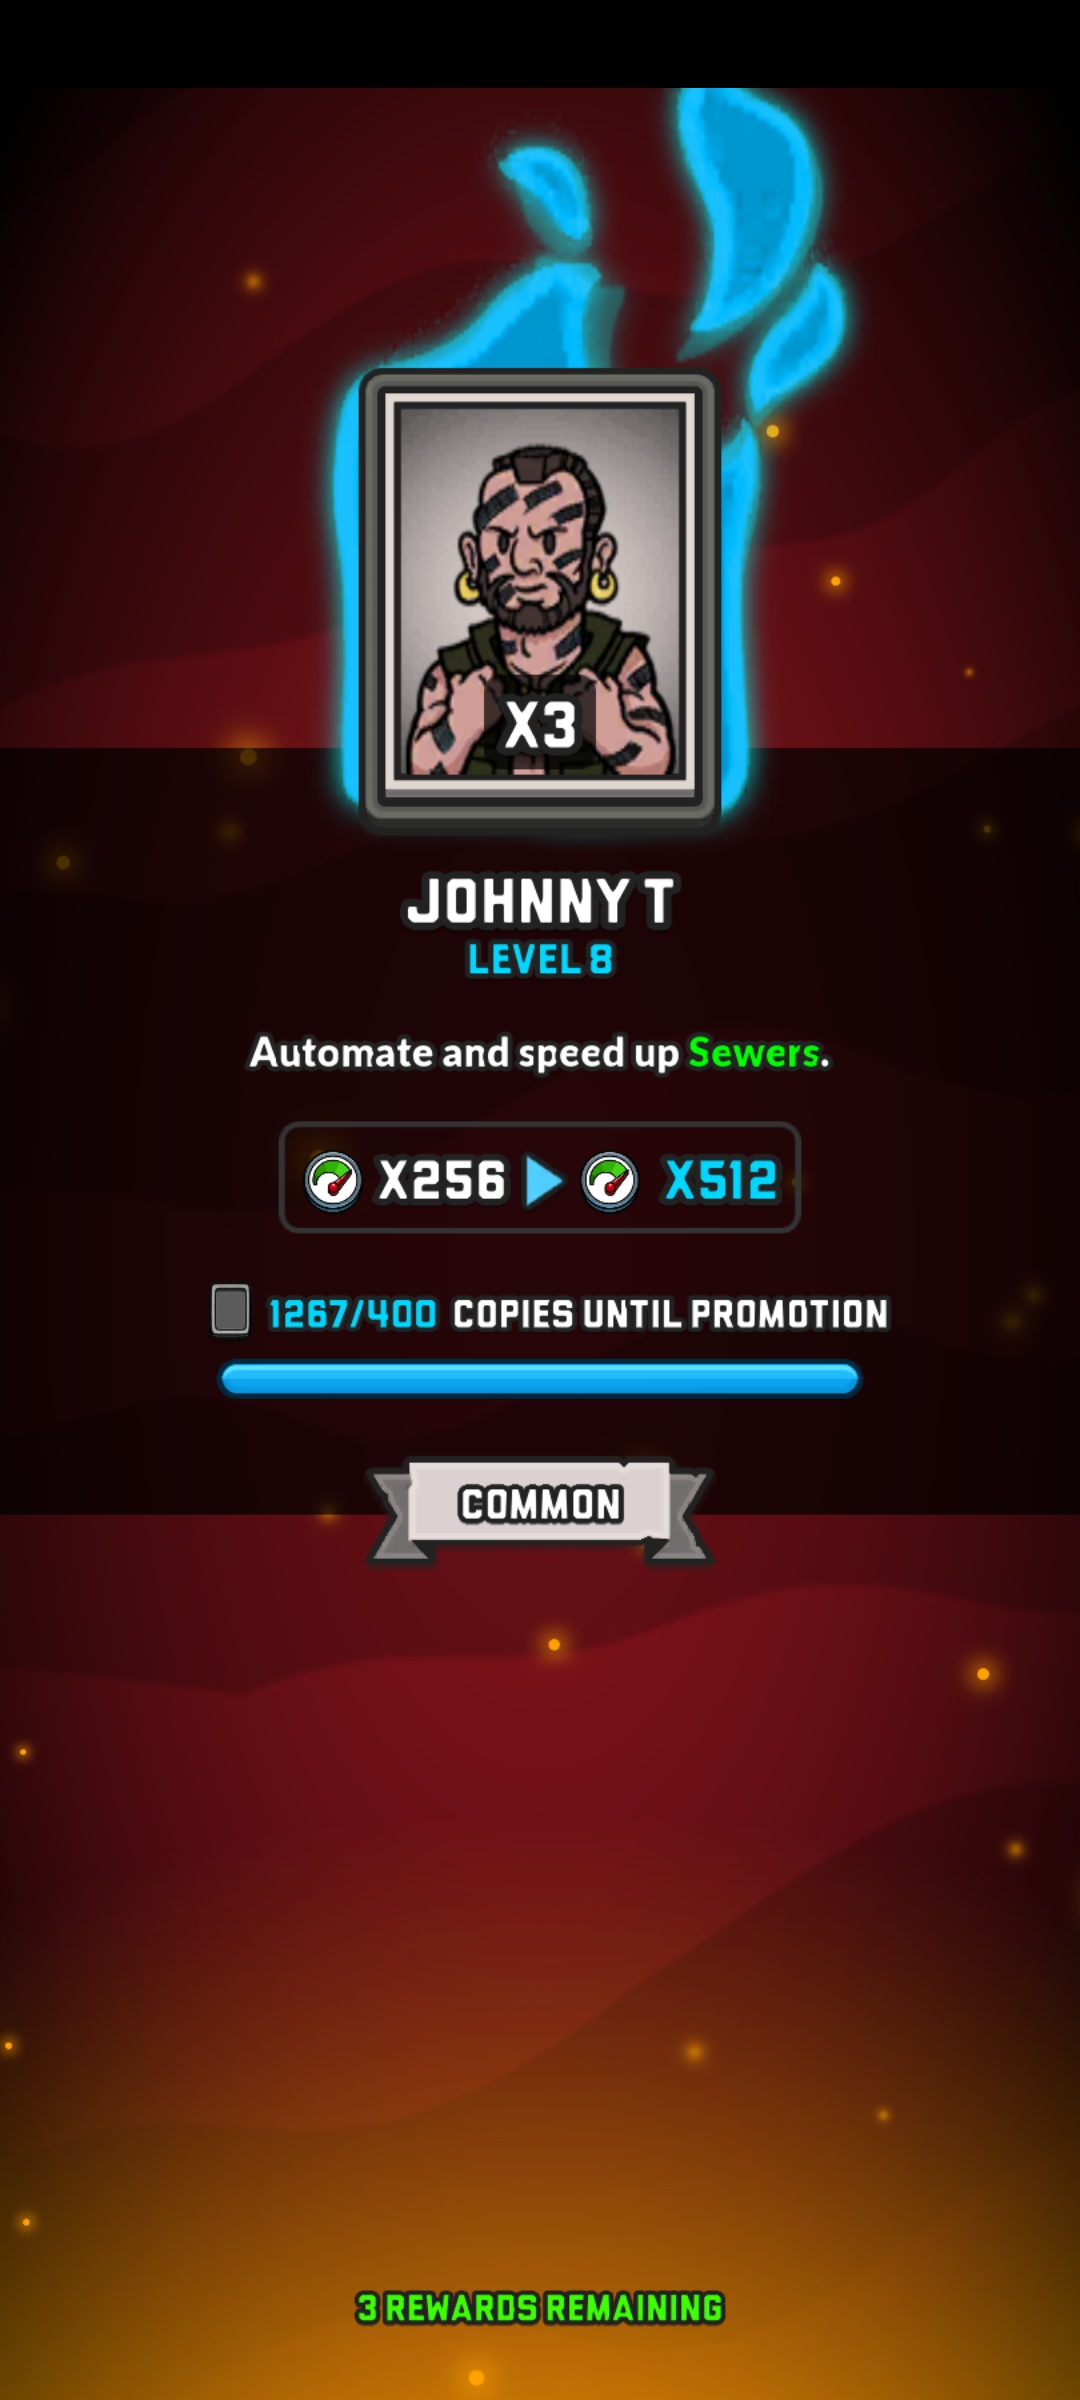 X3
JOHNNY T
LEVEL 8
Automate and speed up Sewers.
X256 X512
1267/400 COPIES UNTIL PROMOTION
COMMON
3 REWARDS REMAINING